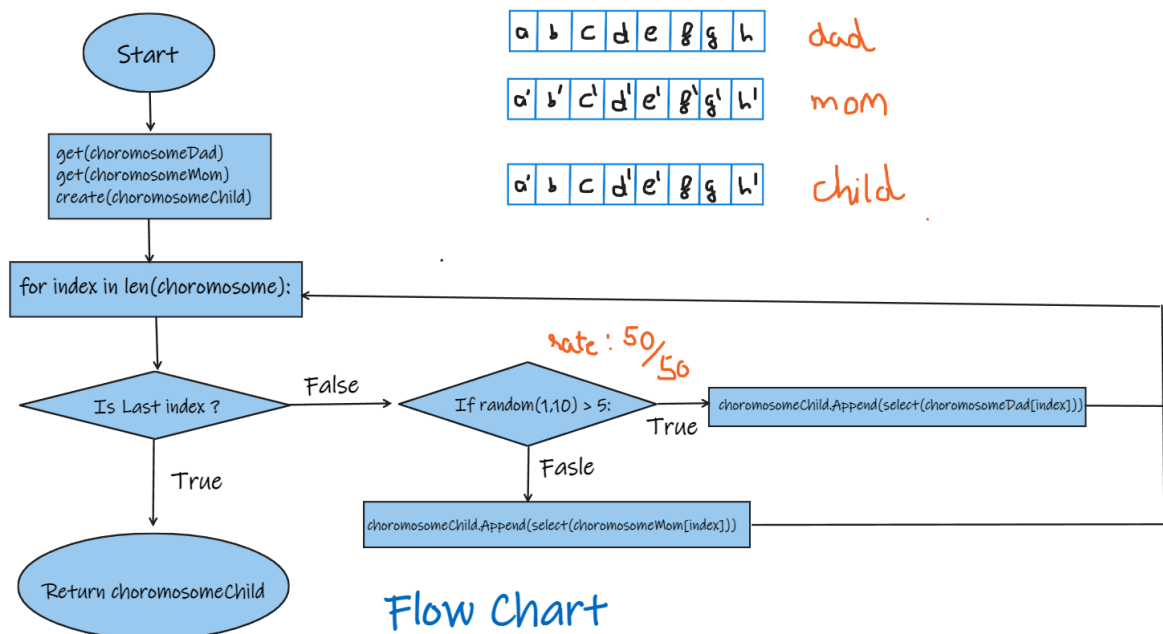 Start
a b c d e f g h dad
a' b' c' d' e' f' g' h' mom
a' b c d' e' f g h' child
get(choromosomeDad)
get(choromosomeMom)
create(choromosomeChild)
for index in len(choromosome):
rate: 50/50
Is Last index ?
False
If random(1,10) > 5:
True
choromosomeChild.Append(select(choromosomeDad[index]))
True
Fasle
choromosomeChild.Append(select(choromosomeMom[index]))
Return choromosomeChild
Flow Chart